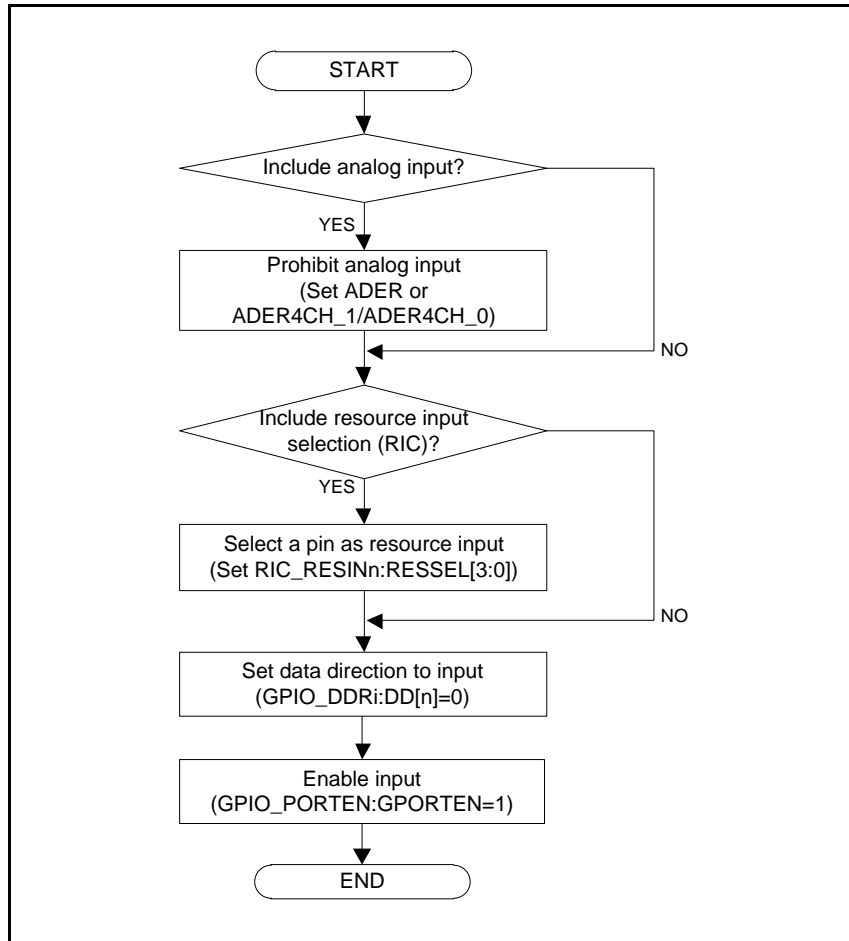 START
Include analog input?
YES
Prohibit analog input
(Set ADER or
ADER4CH_1/ADER4CH_0)
NO
Include resource input
selection (RIC)?
YES
Select a pin as resource input
(Set RIC_RESINn:RESSEL[3:0])
NO
Set data direction to input
(GPIO_DDRi:DD[n]=0)
Enable input
(GPIO_PORTEN:GPORTEN=1)
END